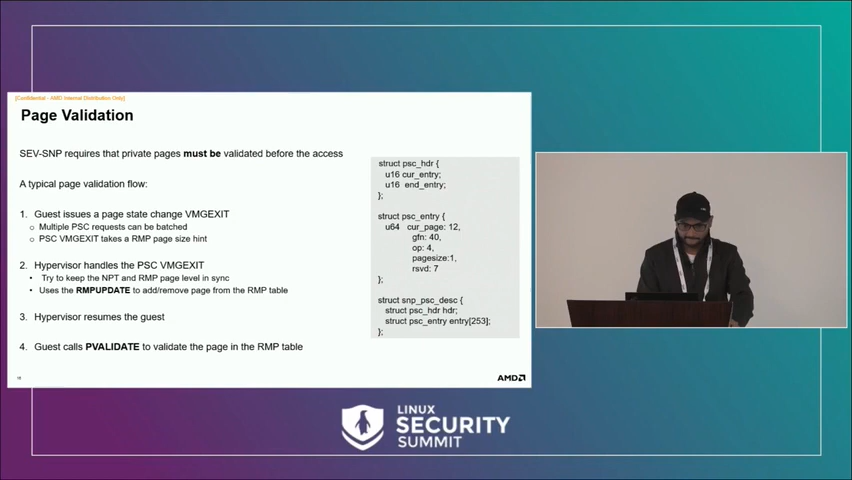 [Confidential - AMD Internal Distribution Only]
Page Validation
SEV-SNP requires that private pages must be validated before the access
A typical page validation flow:
1. Guest issues a page state change VMGEXIT
o Multiple PSC requests can be batched
o PSC VMGEXIT takes a RMP page size hint
2. Hypervisor handles the PSC VMGEXIT
• Try to keep the NPT and RMP page level in sync
• Uses the RMPUPDATE to add/remove page from the RMP table
3. Hypervisor resumes the guest
4. Guest calls PVALIDATE to validate the page in the RMP table
struct psc_hdr {
u16 cur_entry;
u16 end_entry;
};
struct psc_entry {
u64 cur_page: 12,
gfn: 40,
op: 4,
pagesize:1,
rsvd: 7
};
struct snp_psc_desc {
struct psc_hdr hdr;
struct psc_entry entry[253];
};
AMD
LINUX
SECURITY
SUMMIT